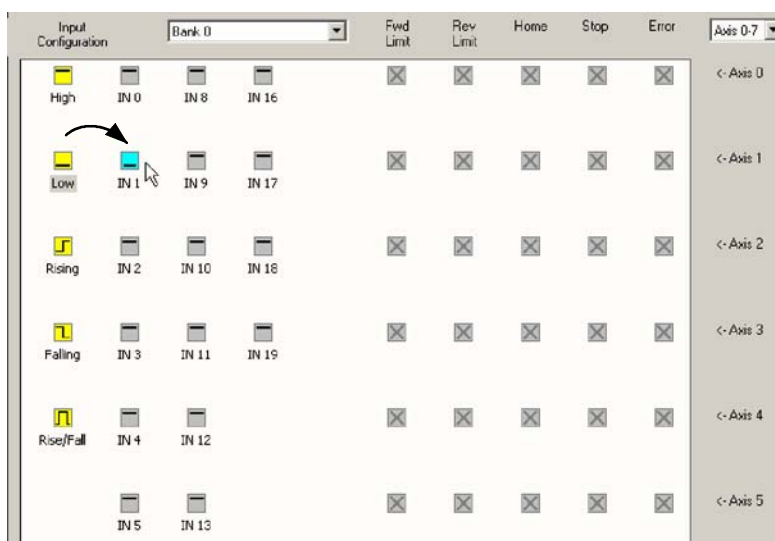 Input Configuration
Bank 0
Fwd Limit
Rev Limit
Home
Stop
Error
Axis 0-7
High
IN 0
IN 8
IN 16
<- Axis 0
Low
IN 1
IN 9
IN 17
<- Axis 1
Rising
IN 2
IN 10
IN 18
<- Axis 2
Falling
IN 3
IN 11
IN 19
<- Axis 3
Rise/Fall
IN 4
IN 12
<- Axis 4
IN 5
IN 13
<- Axis 5